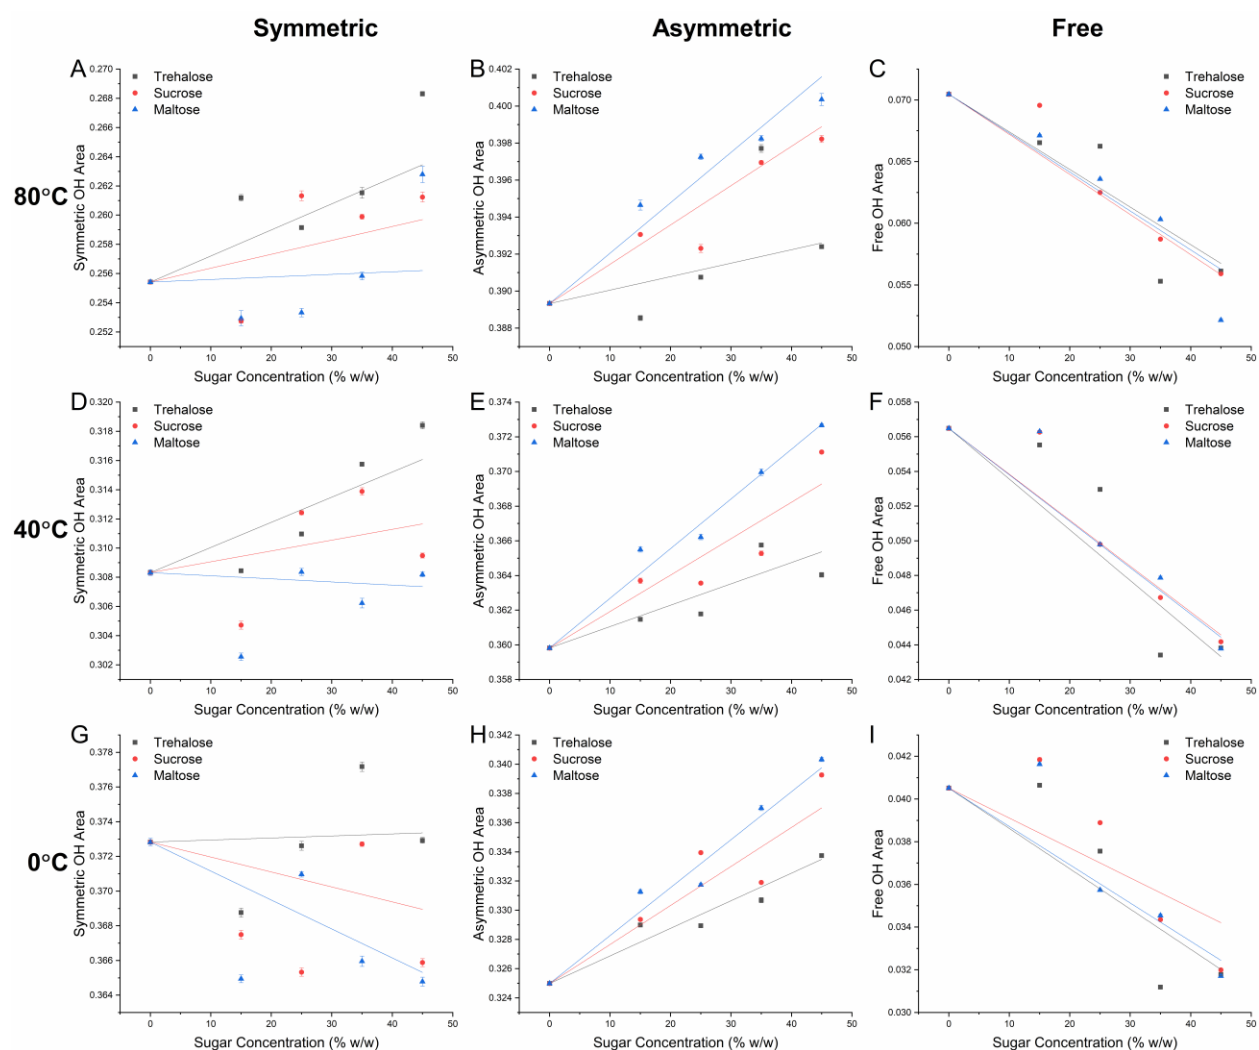 Symmetric Asymmetric Free
80°C
A
0.270
0.268
0.266
0.264
0.262
0.260
0.258
0.256
0.254
0.252
Symmetric OH Area
Trehalose
Sucrose
Maltose
0 10 20 30 40 50
Sugar Concentration (% w/w)
B
0.402
0.400
0.398
0.396
0.394
0.392
0.390
0.388
Asymmetric OH Area
Trehalose
Sucrose
Maltose
0 10 20 30 40 50
Sugar Concentration (% w/w)
C
0.070
0.065
0.060
0.055
0.050
Free OH Area
Trehalose
Sucrose
Maltose
0 10 20 30 40 50
Sugar Concentration (% w/w)
40°C
D
0.320
0.318
0.316
0.314
0.312
0.310
0.308
0.306
0.304
0.302
Symmetric OH Area
Trehalose
Sucrose
Maltose
0 10 20 30 40 50
Sugar Concentration (% w/w)
E
0.374
0.372
0.370
0.368
0.366
0.364
0.362
0.360
0.358
Asymmetric OH Area
Trehalose
Sucrose
Maltose
0 10 20 30 40 50
Sugar Concentration (% w/w)
F
0.058
0.056
0.054
0.052
0.050
0.048
0.046
0.044
0.042
Free OH Area
Trehalose
Sucrose
Maltose
0 10 20 30 40 50
Sugar Concentration (% w/w)
0°C
G
0.378
0.376
0.374
0.372
0.370
0.368
0.366
0.364
Symmetric OH Area
Trehalose
Sucrose
Maltose
0 10 20 30 40 50
Sugar Concentration (% w/w)
H
0.342
0.340
0.338
0.336
0.334
0.332
0.330
0.328
0.326
0.324
Asymmetric OH Area
Trehalose
Sucrose
Maltose
0 10 20 30 40 50
Sugar Concentration (% w/w)
I
0.042
0.040
0.038
0.036
0.034
0.032
0.030
Free OH Area
Trehalose
Sucrose
Maltose
0 10 20 30 40 50
Sugar Concentration (% w/w)